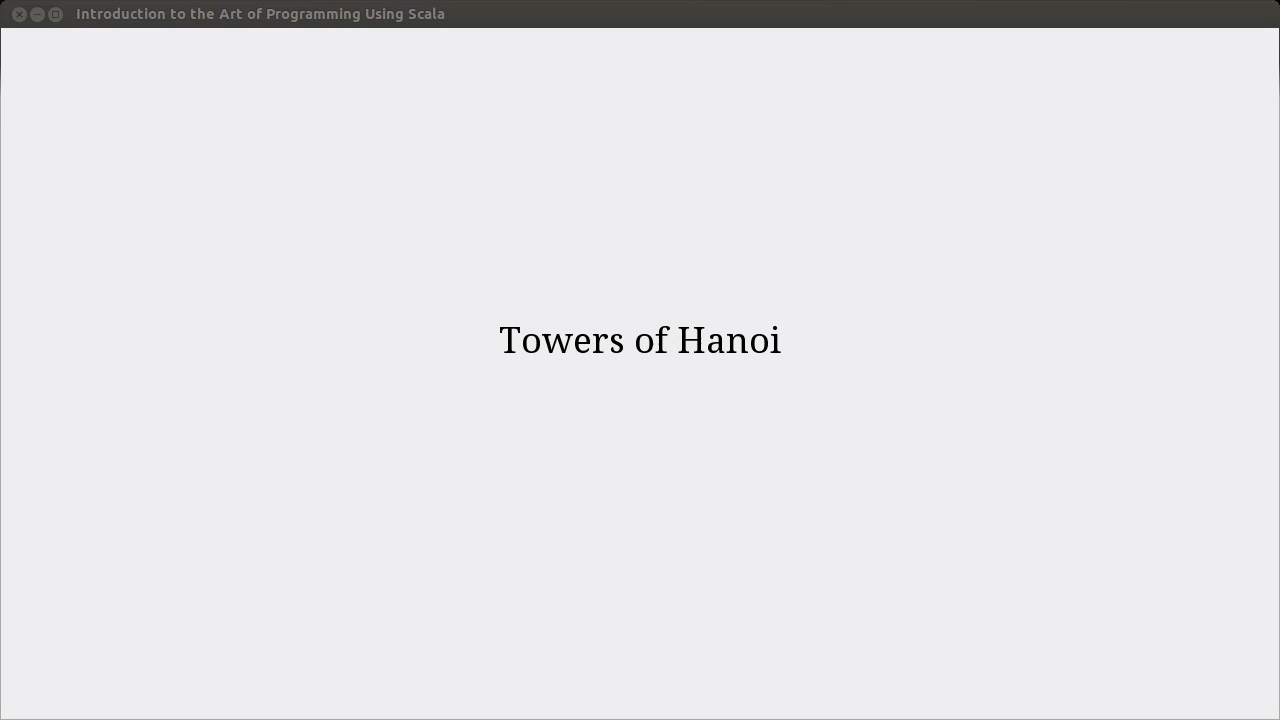 Introduction to the Art of Programming Using Scala
Towers of Hanoi